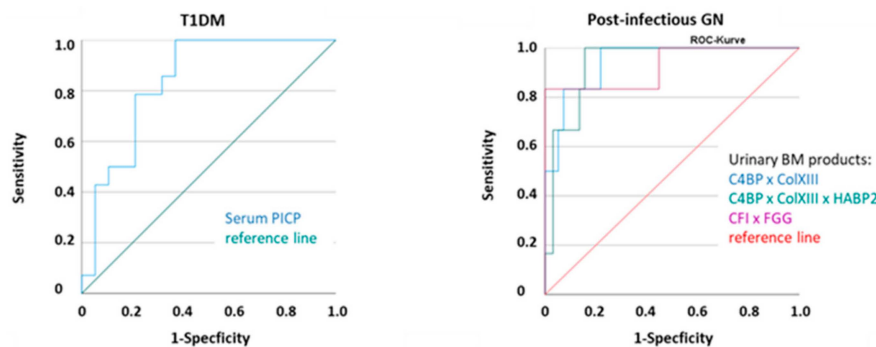 T1DM
1.0
0.8
0.6
0.4
0.2
0
Sensitivity
Serum PICP
reference line
0 0.2 0.4 0.6 0.8 1.0
1-Specficity
Post-infectious GN
ROC-Kurve
1.0
0.8
0.6
0.4
0.2
0
Sensitivity
Urinary BM products:
C4BP x ColXIII
C4BP x ColXIII x HABP2
CFI x FGG
reference line
0 0.2 0.4 0.6 0.8 1.0
1-Specficity